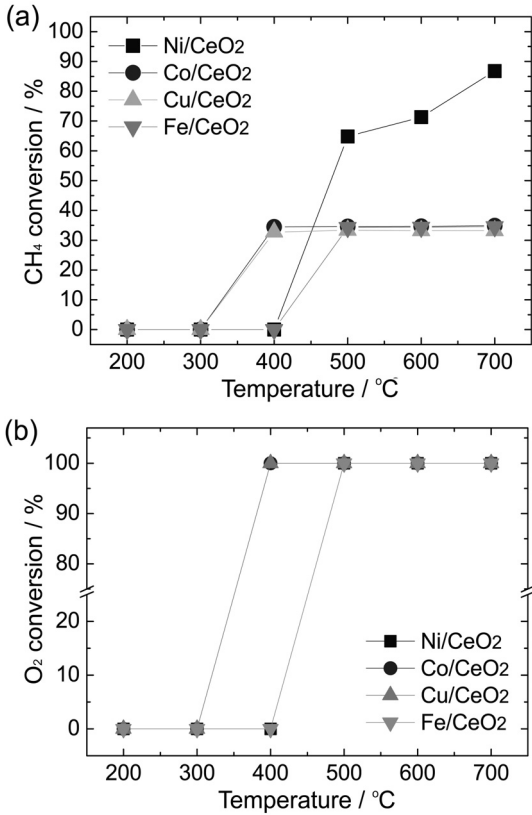 (a)
100
90
80
70
60
50
40
30
20
10
0
CH4 conversion / %
Ni/CeO2
Co/CeO2
Cu/CeO2
Fe/CeO2
200 300 400 500 600 700
Temperature / ℃
(b)
100
90
80
20
10
0
O2 conversion / %
Ni/CeO2
Co/CeO2
Cu/CeO2
Fe/CeO2
200 300 400 500 600 700
Temperature / ℃